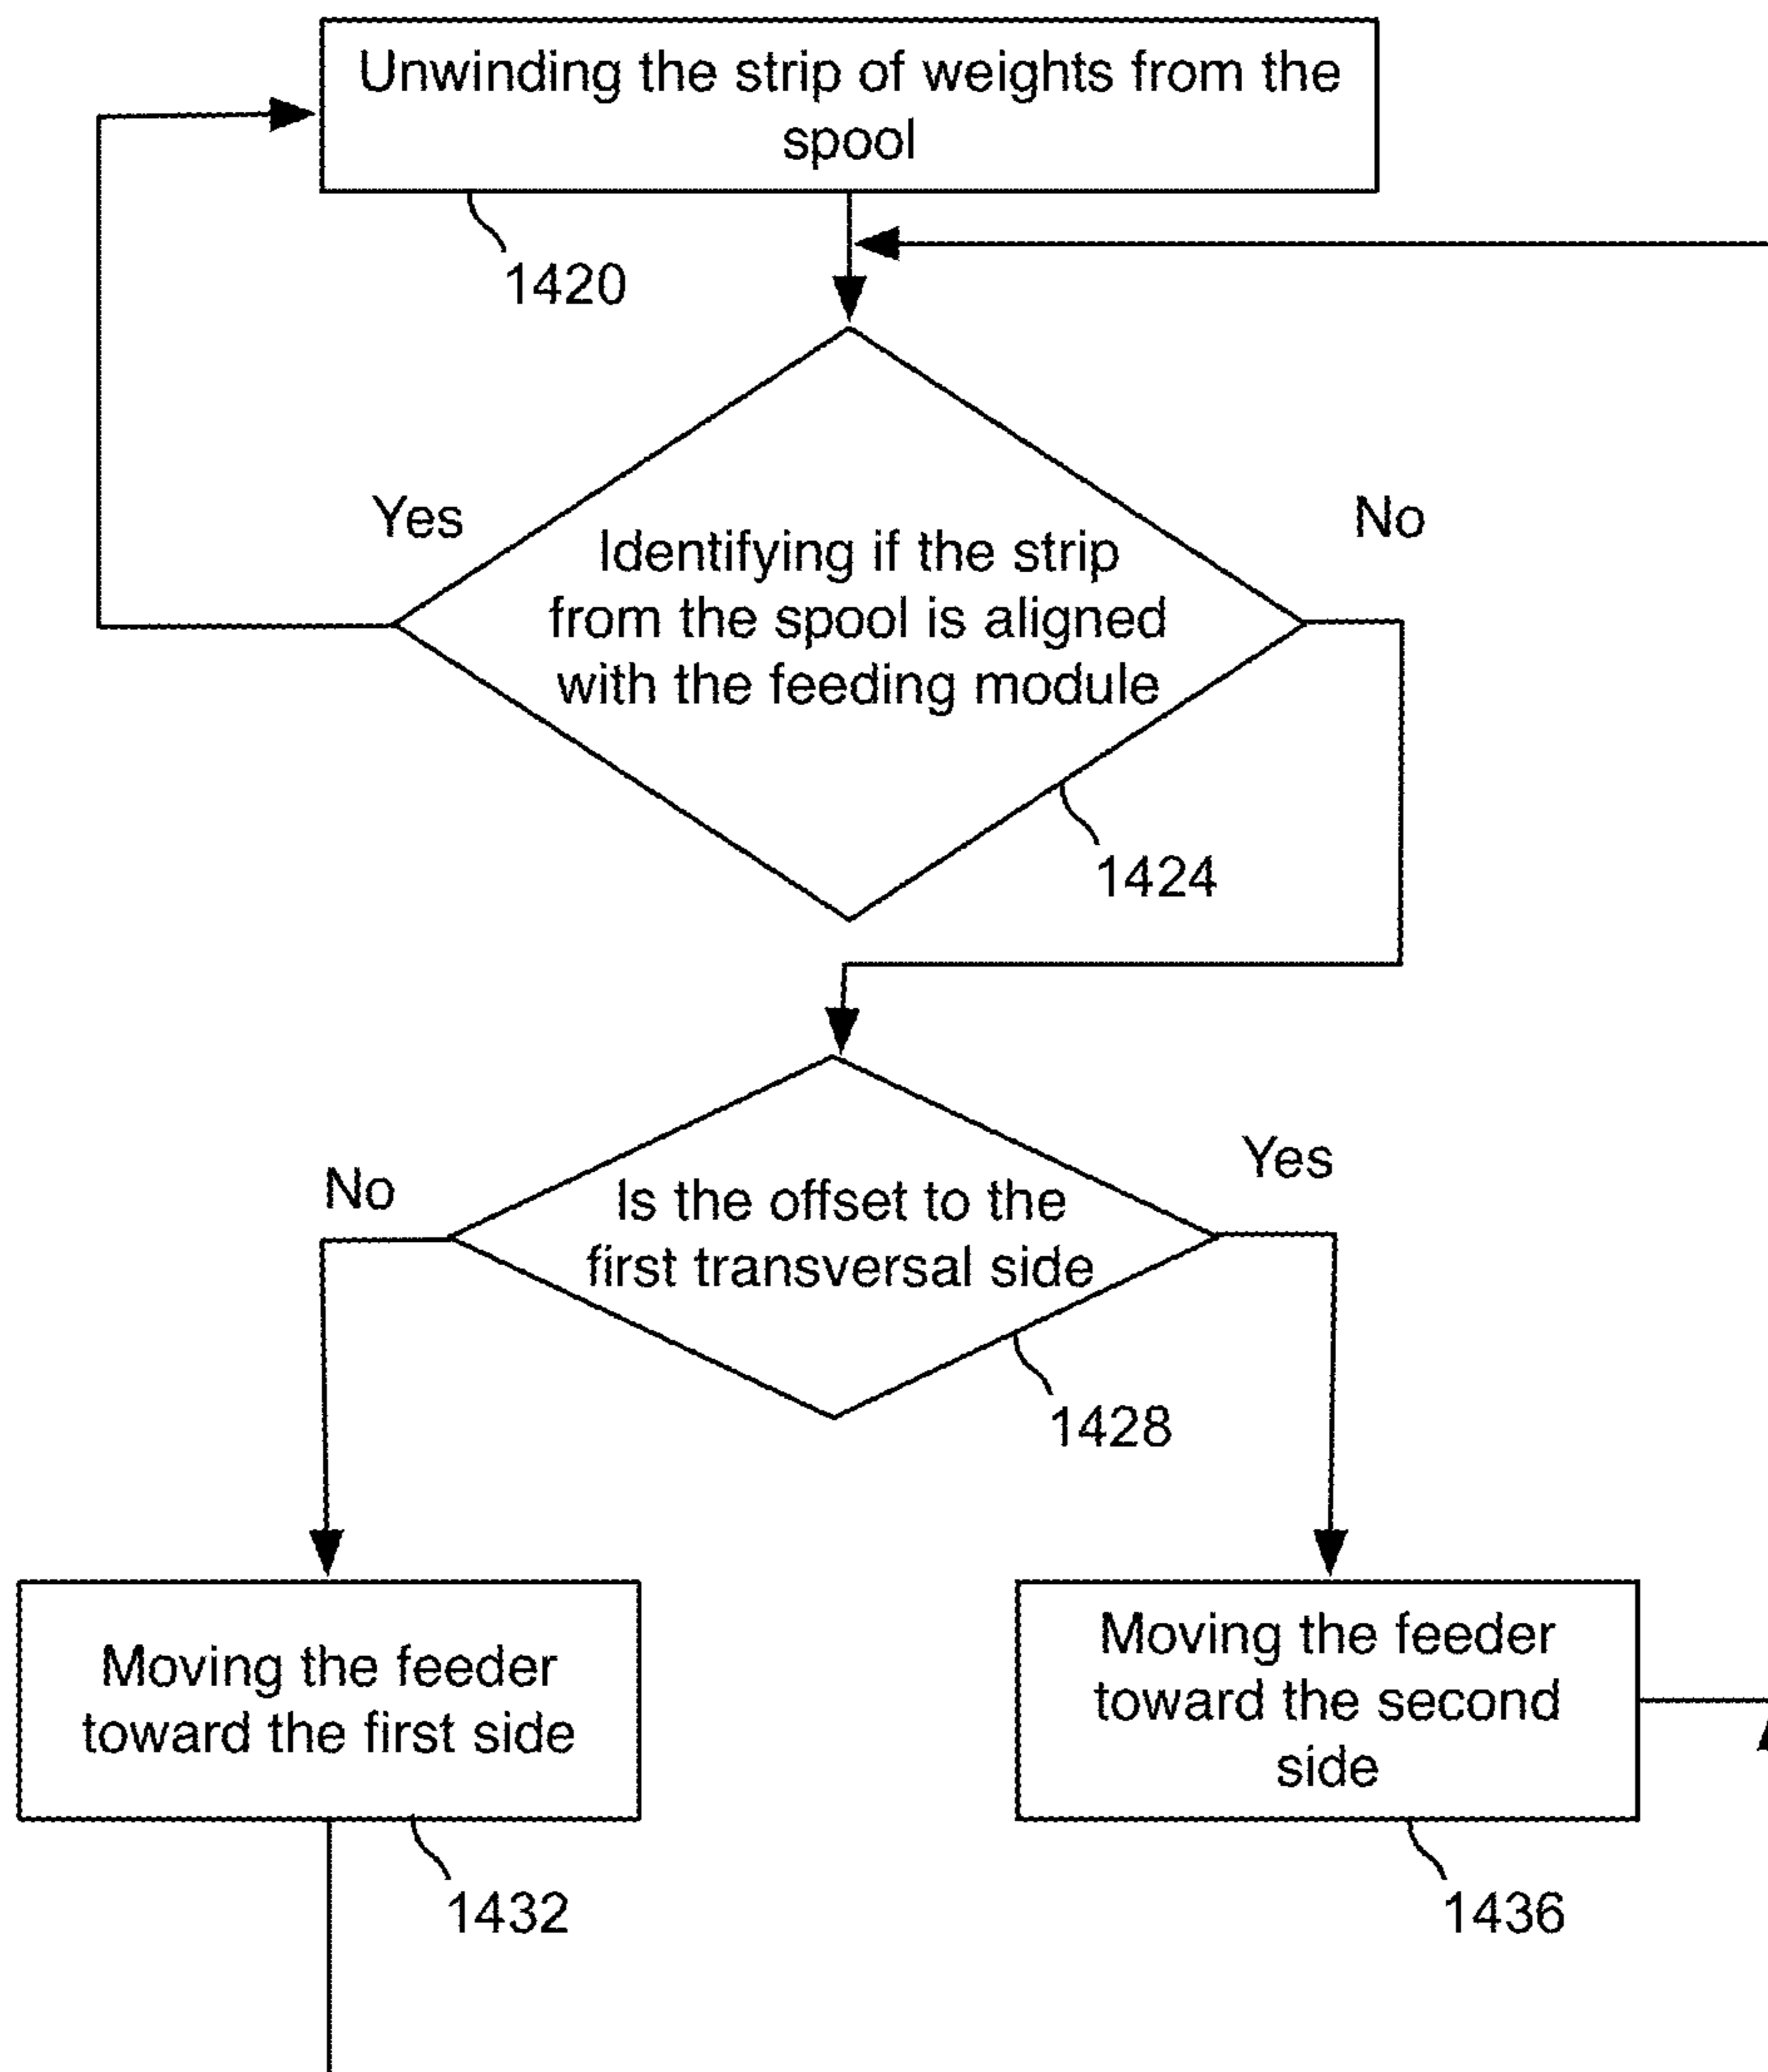 Unwinding the strip of weights from the
spool
1420
Yes
No
Identifying if the strip
from the spool is aligned
with the feeding module
1424
No
Yes
Is the offset to the
first transversal side
1428
Moving the feeder
toward the first side
1432
Moving the feeder
toward the second
side
1436